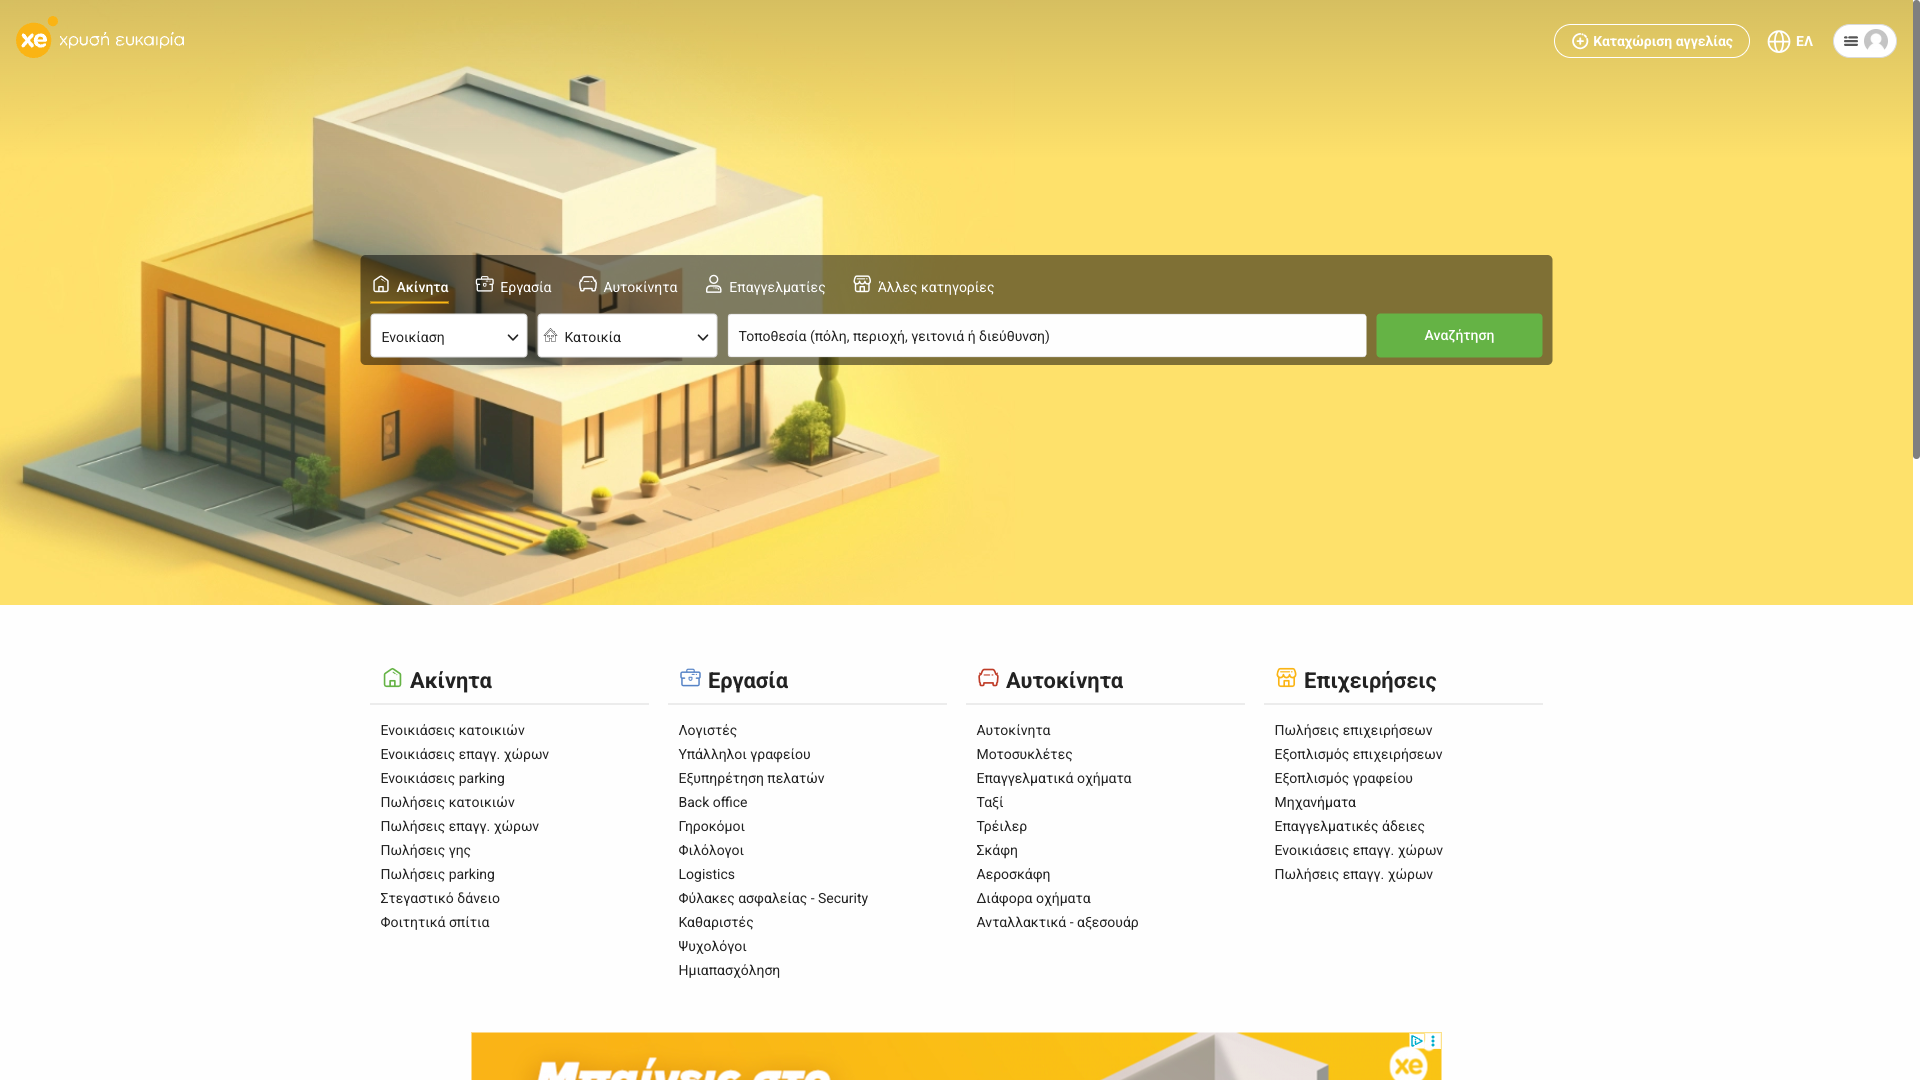 xe χρυσή ευκαιρία
Καταχώριση αγγελίας
ΕΛ
Ακίνητα
Εργασία
Αυτοκίνητα
Επαγγελματίες
Άλλες κατηγορίες
Ενοικίαση
Κατοικία
Τοποθεσία (πόλη, περιοχή, γειτονιά ή διεύθυνση)
Αναζήτηση
Ακίνητα
Ενοικιάσεις κατοικιών
Ενοικιάσεις επαγγ. χώρων
Ενοικιάσεις parking
Πωλήσεις κατοικιών
Πωλήσεις επαγγ. χώρων
Πωλήσεις γης
Πωλήσεις parking
Στεγαστικό δάνειο
Φοιτητικά σπίτια
Εργασία
Λογιστές
Υπάλληλοι γραφείου
Εξυπηρέτηση πελατών
Back office
Γηροκόμοι
Φιλόλογοι
Logistics
Φύλακες ασφαλείας - Security
Καθαριστές
Ψυχολόγοι
Ημιαπασχόληση
Αυτοκίνητα
Αυτοκίνητα
Μοτοσυκλέτες
Επαγγελματικά οχήματα
Ταξί
Τρέιλερ
Σκάφη
Αεροσκάφη
Διάφορα οχήματα
Ανταλλακτικά - αξεσουάρ
Επιχειρήσεις
Πωλήσεις επιχειρήσεων
Εξοπλισμός επιχειρήσεων
Εξοπλισμός γραφείου
Μηχανήματα
Επαγγελματικές άδειες
Ενοικιάσεις επαγγ. χώρων
Πωλήσεις επαγγ. χώρων
Μπαίνεις στο
xe